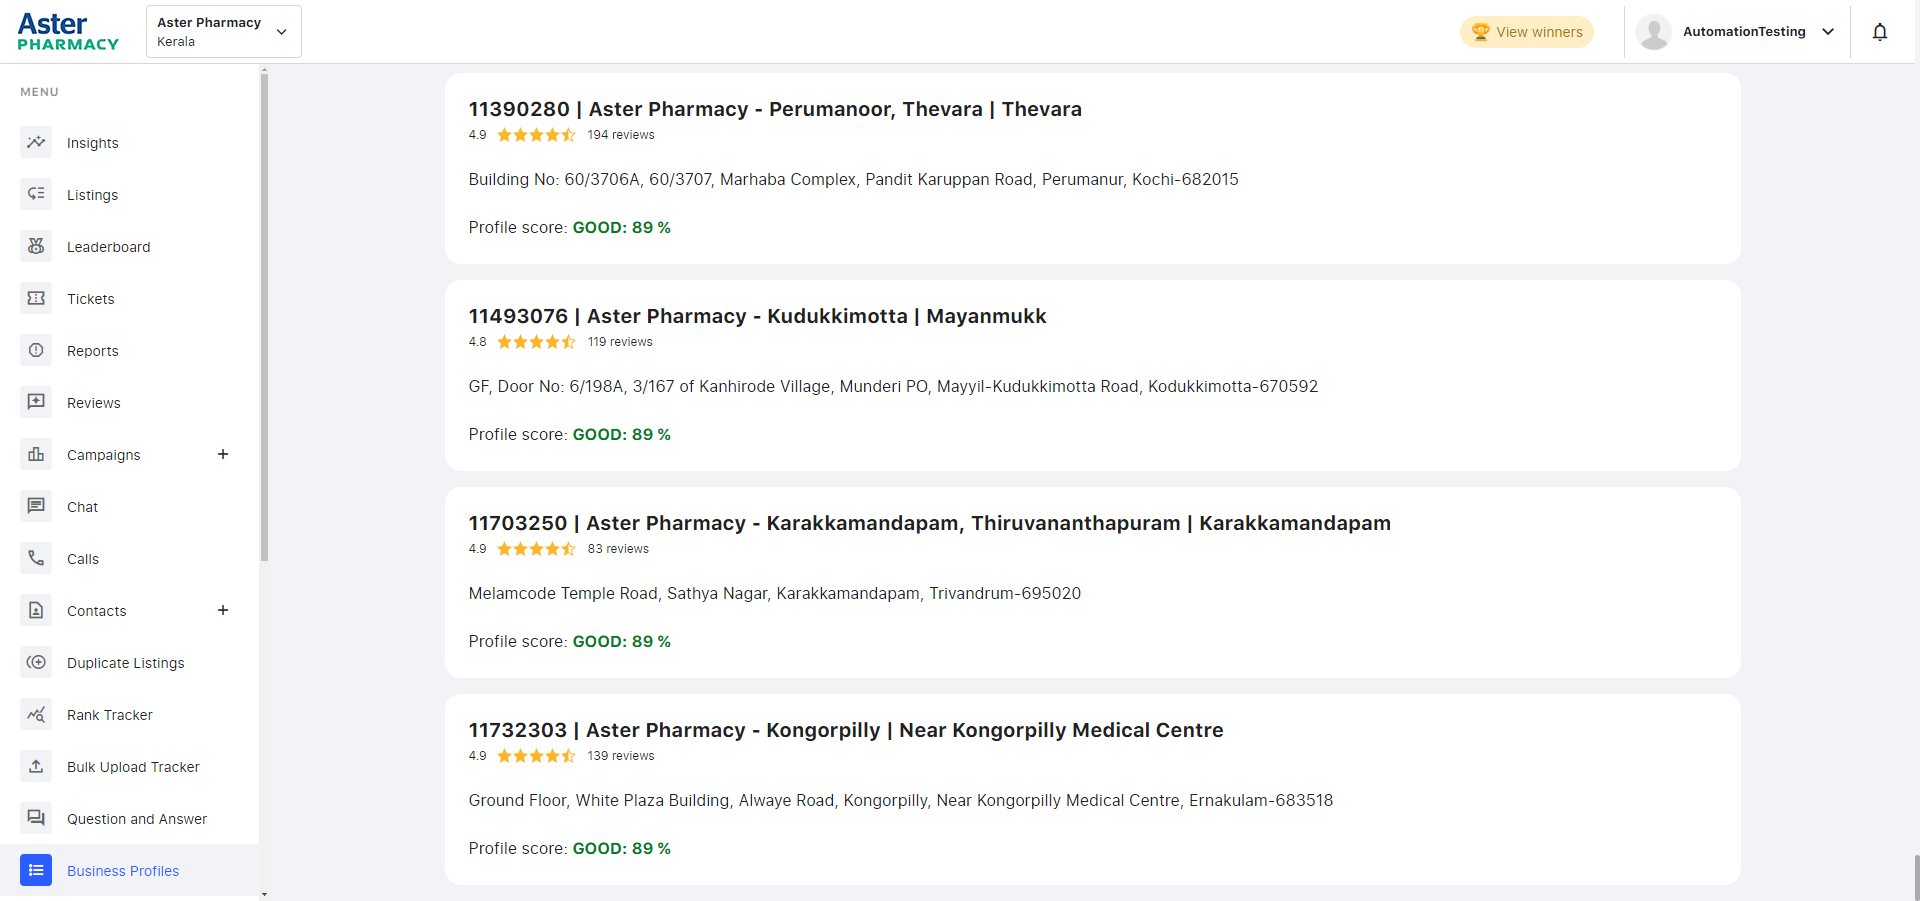 Aster
PHARMACY
Aster Pharmacy
Kerala
View winners
AutomationTesting
MENU
Insights
Listings
Leaderboard
Tickets
Reports
Reviews
Campaigns +
Chat
Calls
Contacts +
Duplicate Listings
Rank Tracker
Bulk Upload Tracker
Question and Answer
Business Profiles
11390280 | Aster Pharmacy - Perumanoor, Thevara | Thevara
4.9 194 reviews
Building No: 60/3706A, 60/3707, Marhaba Complex, Pandit Karuppan Road, Perumanur, Kochi-682015
Profile score: GOOD: 89 %
11493076 | Aster Pharmacy - Kudukkimotta | Mayanmukk
4.8 119 reviews
GF, Door No: 6/198A, 3/167 of Kanhirode Village, Munderi PO, Mayyil-Kudukkimotta Road, Kodukkimotta-670592
Profile score: GOOD: 89 %
11703250 | Aster Pharmacy - Karakkamandapam, Thiruvananthapuram | Karakkamandapam
4.9 83 reviews
Melamcode Temple Road, Sathya Nagar, Karakkamandapam, Trivandrum-695020
Profile score: GOOD: 89 %
11732303 | Aster Pharmacy - Kongorpilly | Near Kongorpilly Medical Centre
4.9 139 reviews
Ground Floor, White Plaza Building, Alwaye Road, Kongorpilly, Near Kongorpilly Medical Centre, Ernakulam-683518
Profile score: GOOD: 89 %